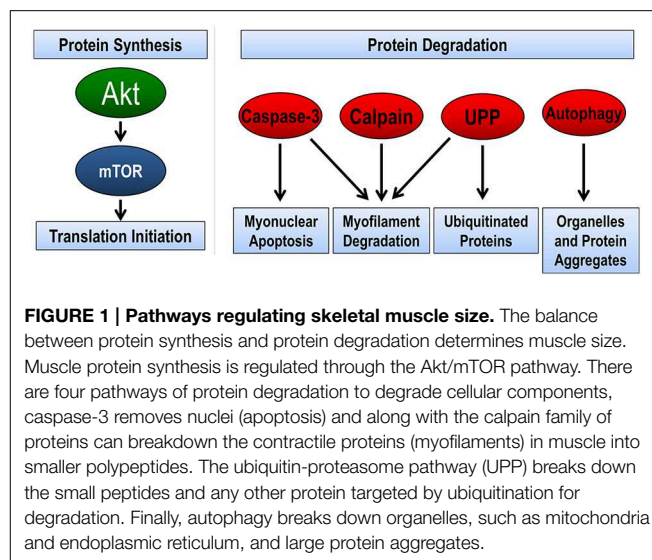 Protein Synthesis
Protein Degradation
Akt
mTOR
Translation Initiation
Caspase-3
Calpain
UPP
Autophagy
Myonuclear
Apoptosis
Myofilament
Degradation
Ubiquitinated
Proteins
Organelles
and Protein
Aggregates
FIGURE 1 | Pathways regulating skeletal muscle size. The balance
between protein synthesis and protein degradation determines muscle size.
Muscle protein synthesis is regulated through the Akt/mTOR pathway. There
are four pathways of protein degradation to degrade cellular components,
caspase-3 removes nuclei (apoptosis) and along with the calpain family of
proteins can breakdown the contractile proteins (myofilaments) in muscle into
smaller polypeptides. The ubiquitin-proteasome pathway (UPP) breaks down
the small peptides and any other protein targeted by ubiquitination for
degradation. Finally, autophagy breaks down organelles, such as mitochondria
and endoplasmic reticulum, and large protein aggregates.